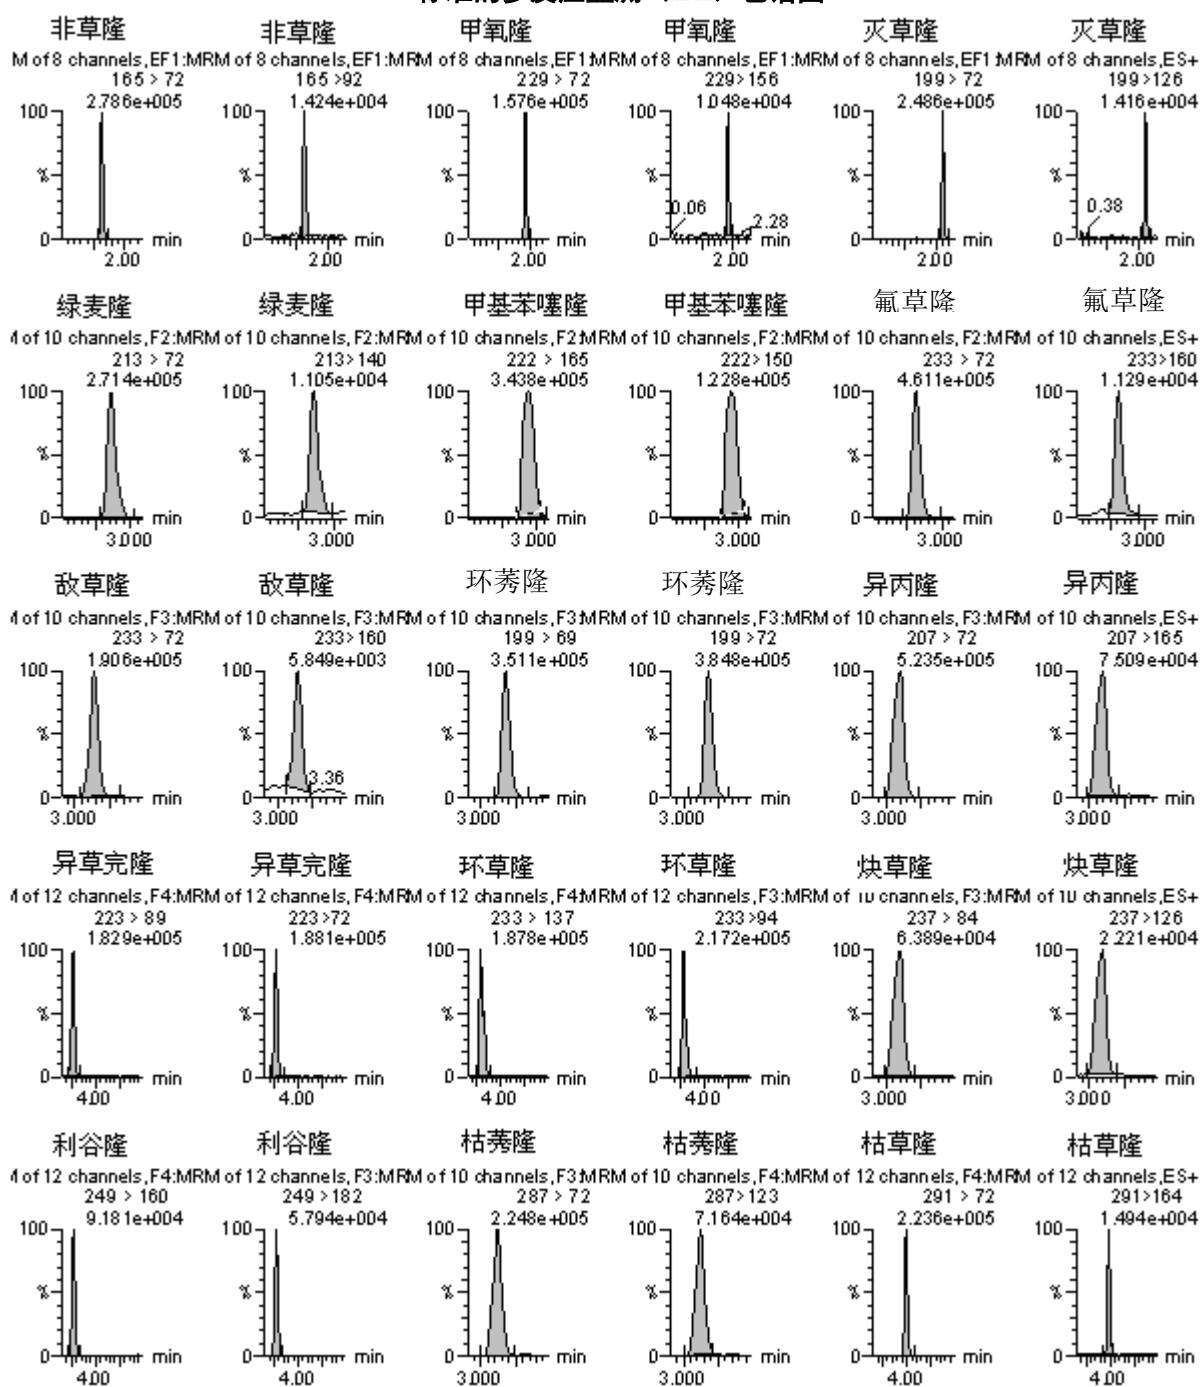 非草隆 非草隆 甲氧隆 甲氧隆 灭草隆 灭草隆
M of 8 channels,EF1:MRM of 8 channels,EF1:MRM of 8 channels,EF1:MRM of 8 channels,EF1:MRM of 8 channels,EF1:MRM of 8 channels,ES+
165 > 72 165 >92 229 > 72 229>156 199 > 72 199>126
2.786e+005 1.424e+004 1.576e+005 1.048e+004 2.486e+005 1.416e+004
100 100 100 100 100 100
% % % % % %
0.06 2.28 0.38
0 min 0 min 0 min 0 min 0 min 0 min
2.00 2.00 2.00 2.00 2.00 2.00
绿麦隆 绿麦隆 甲基苯噻隆 甲基苯噻隆 氟草隆 氟草隆
M of 10 channels,F2:MRM of 10 channels,F2:MRM of 10 channels,F2:MRM of 10 channels,F2:MRM of 10 channels,F2:MRM of 10 channels,ES+
213 > 72 213>140 222 > 165 222>150 233 > 72 233>160
2.714e+005 1.105e+004 3.438e+005 1.228e+005 4.611e+005 1.129e+004
100 100 100 100 100 100
% % % % % %
0 min 0 min 0 min 0 min 0 min 0 min
3.000 3.000 3.000 3.000 3.000 3.000
敌草隆 敌草隆 环莠隆 环莠隆 异丙隆 异丙隆
M of 10 channels,F3:MRM of 10 channels,F3:MRM of 10 channels,F3:MRM of 10 channels,F3:MRM of 10 channels,F3:MRM of 10 channels,ES+
233 > 72 233>160 199 > 69 199>72 207 > 72 207 >165
1.906e+005 5.849e+003 3.511e+005 3.848e+005 5.235e+005 7.509e+004
100 100 100 100 100 100
% % % % % %
3.36
0 min 0 min 0 min 0 min 0 min 0 min
3.000 3.000 3.000 3.000 3.000 3.000
异草完隆 异草完隆 环草隆 环草隆 炔草隆 炔草隆
M of 12 channels,F4:MRM of 12 channels,F4:MRM of 12 channels,F4:MRM of 12 channels,F3:MRM of 10 channels,F3:MRM of 10 channels,ES+
223 > 89 223 >72 233 > 137 233>94 237 > 84 237 >126
1.829e+005 1.881e+005 1.878e+005 2.172e+005 6.389e+004 2.221e+004
100 100 100 100 100 100
% % % % % %
0 min 0 min 0 min 0 min 0 min 0 min
4.00 4.00 4.00 4.00 3.000 3.000
利谷隆 利谷隆 枯莠隆 枯莠隆 枯草隆 枯草隆
M of 12 channels,F4:MRM of 12 channels,F3:MRM of 10 channels,F3:MRM of 10 channels,F4:MRM of 12 channels,F4:MRM of 12 channels,ES+
249 > 160 249 >182 287 > 72 287>123 291 > 72 291>164
9.181e+004 5.794e+004 2.248e+005 7.164e+004 2.236e+005 1.494e+004
100 100 100 100 100 100
% % % % % %
0 min 0 min 0 min 0 min 0 min 0 min
4.00 4.00 3.000 3.000 4.00 4.00